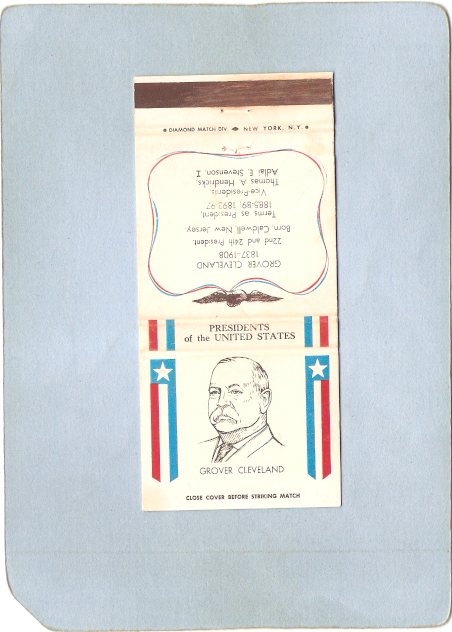 • DIAMOND MATCH DIV. NEW YORK, N.Y. •
GROVER CLEVELAND
1837-1908
22nd and 24th President
Born Caldwell, New Jersey
Terms as President,
1885-89; 1893-97
Vice-Presidents,
Thomas A. Hendricks,
Adlai E. Stevenson I
PRESIDENTS
of the UNITED STATES
GROVER CLEVELAND
CLOSE COVER BEFORE STRIKING MATCH